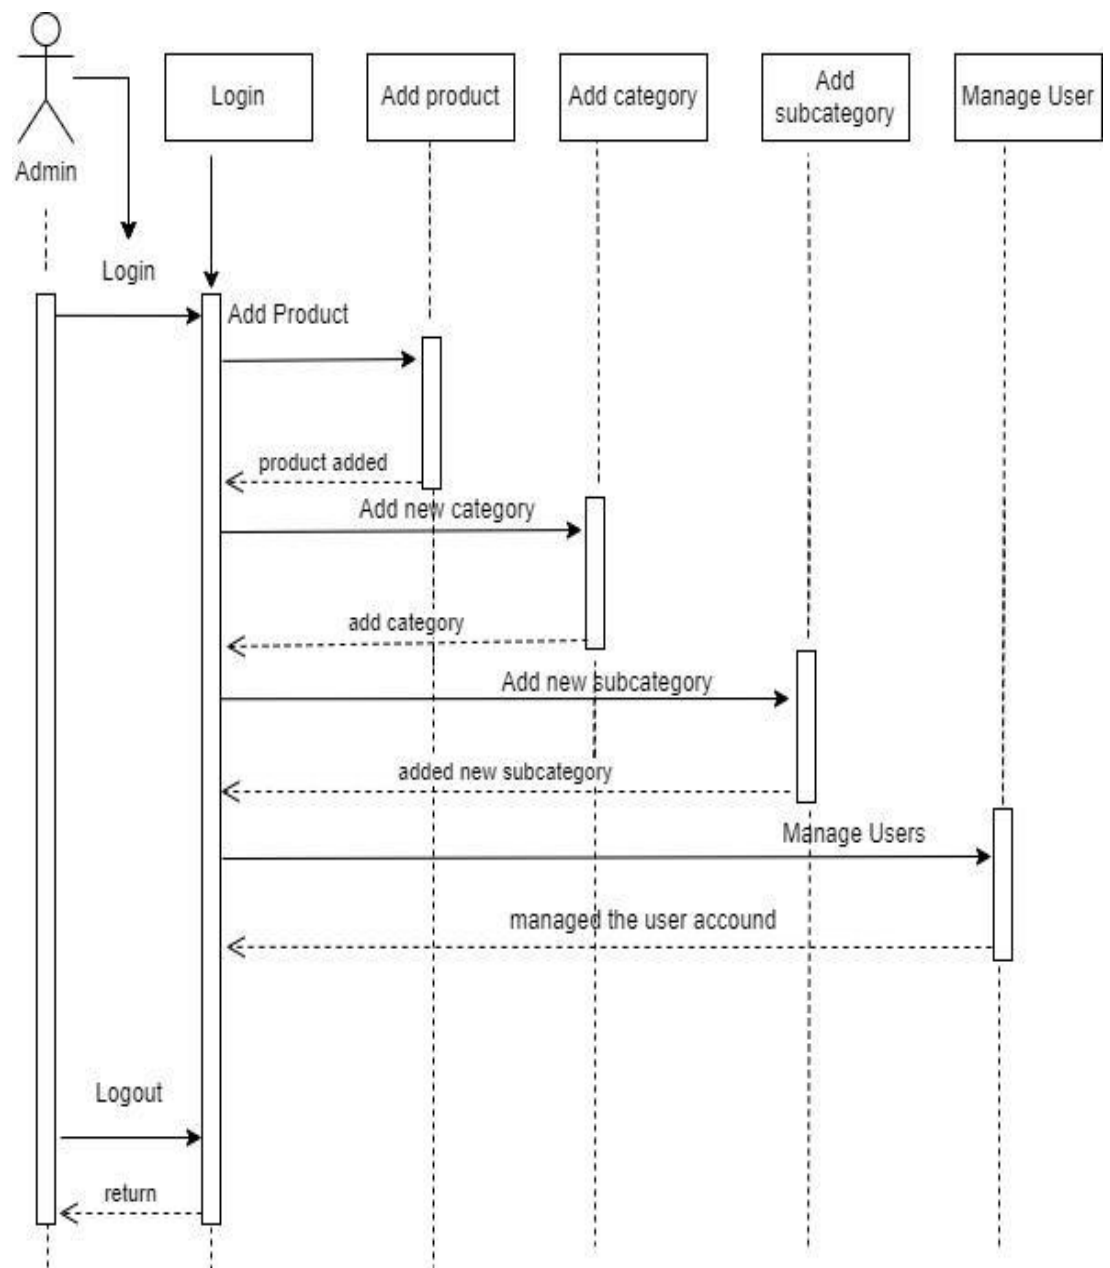 Login
Add product
Add category
Add
subcategory
Manage User
Admin
Login
Add Product
product added
Add new category
add category
Add new subcategory
added new subcategory
Manage Users
managed the user accound
Logout
return